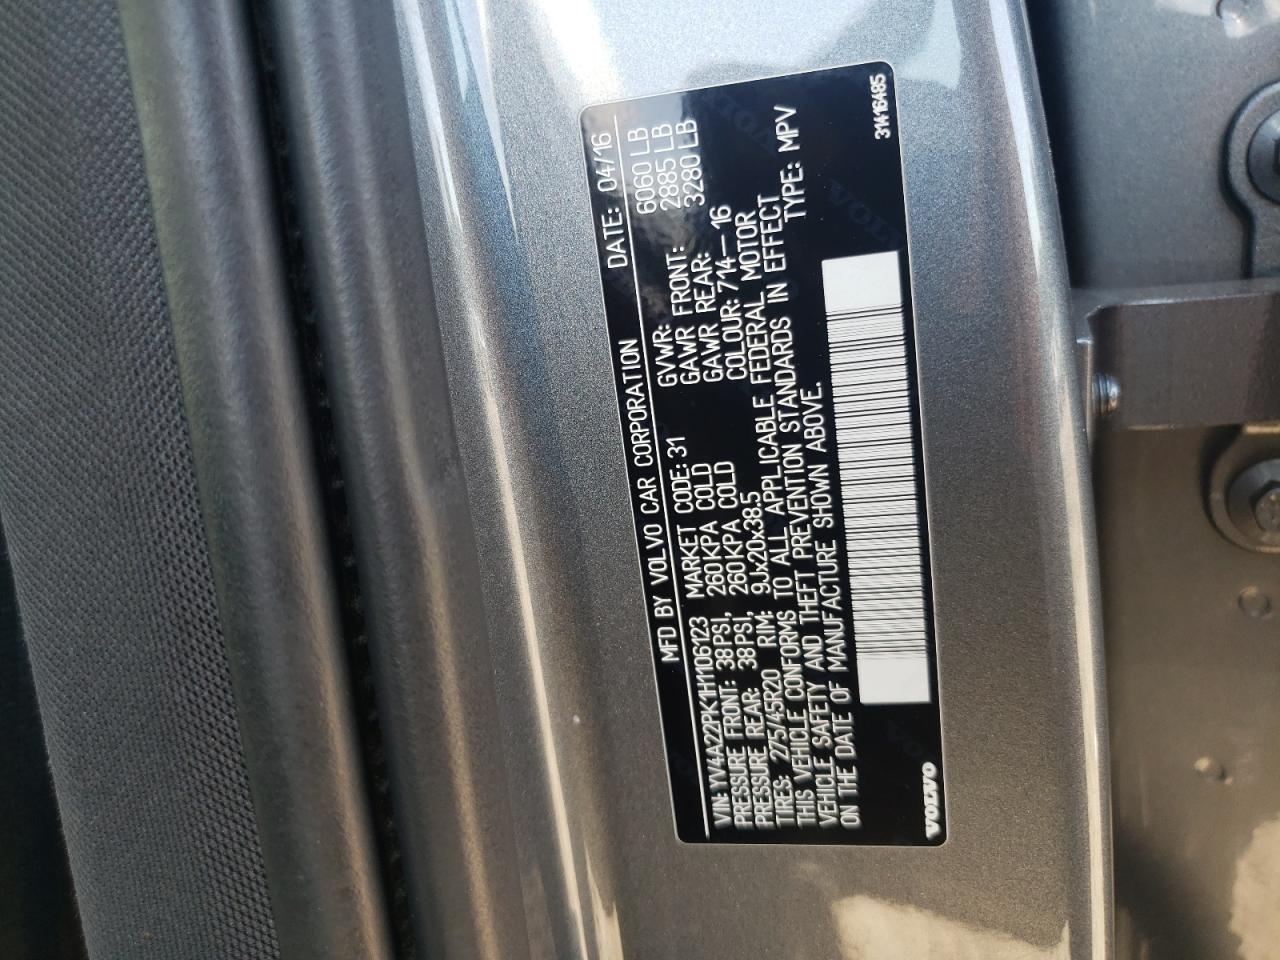 MFD BY VOLVO CAR CORPORATION DATE: 04/16
VIN: YV4A22PK1H1106123 MARKET CODE: 31 GVWR: 6060 LB
PRESSURE FRONT: 38PSI, 260KPA COLD GAWR FRONT: 2885 LB
PRESSURE REAR: 38PSI, 260KPA COLD GAWR REAR: 3280 LB
TIRES: 275/45R20 RIM: 9Jx20x38.5 COLOUR: 714-16
THIS VEHICLE CONFORMS TO ALL APPLICABLE FEDERAL MOTOR
VEHICLE SAFETY AND THEFT PREVENTION STANDARDS IN EFFECT
ON THE DATE OF MANUFACTURE SHOWN ABOVE. TYPE: MPV
VOLVO 31416485